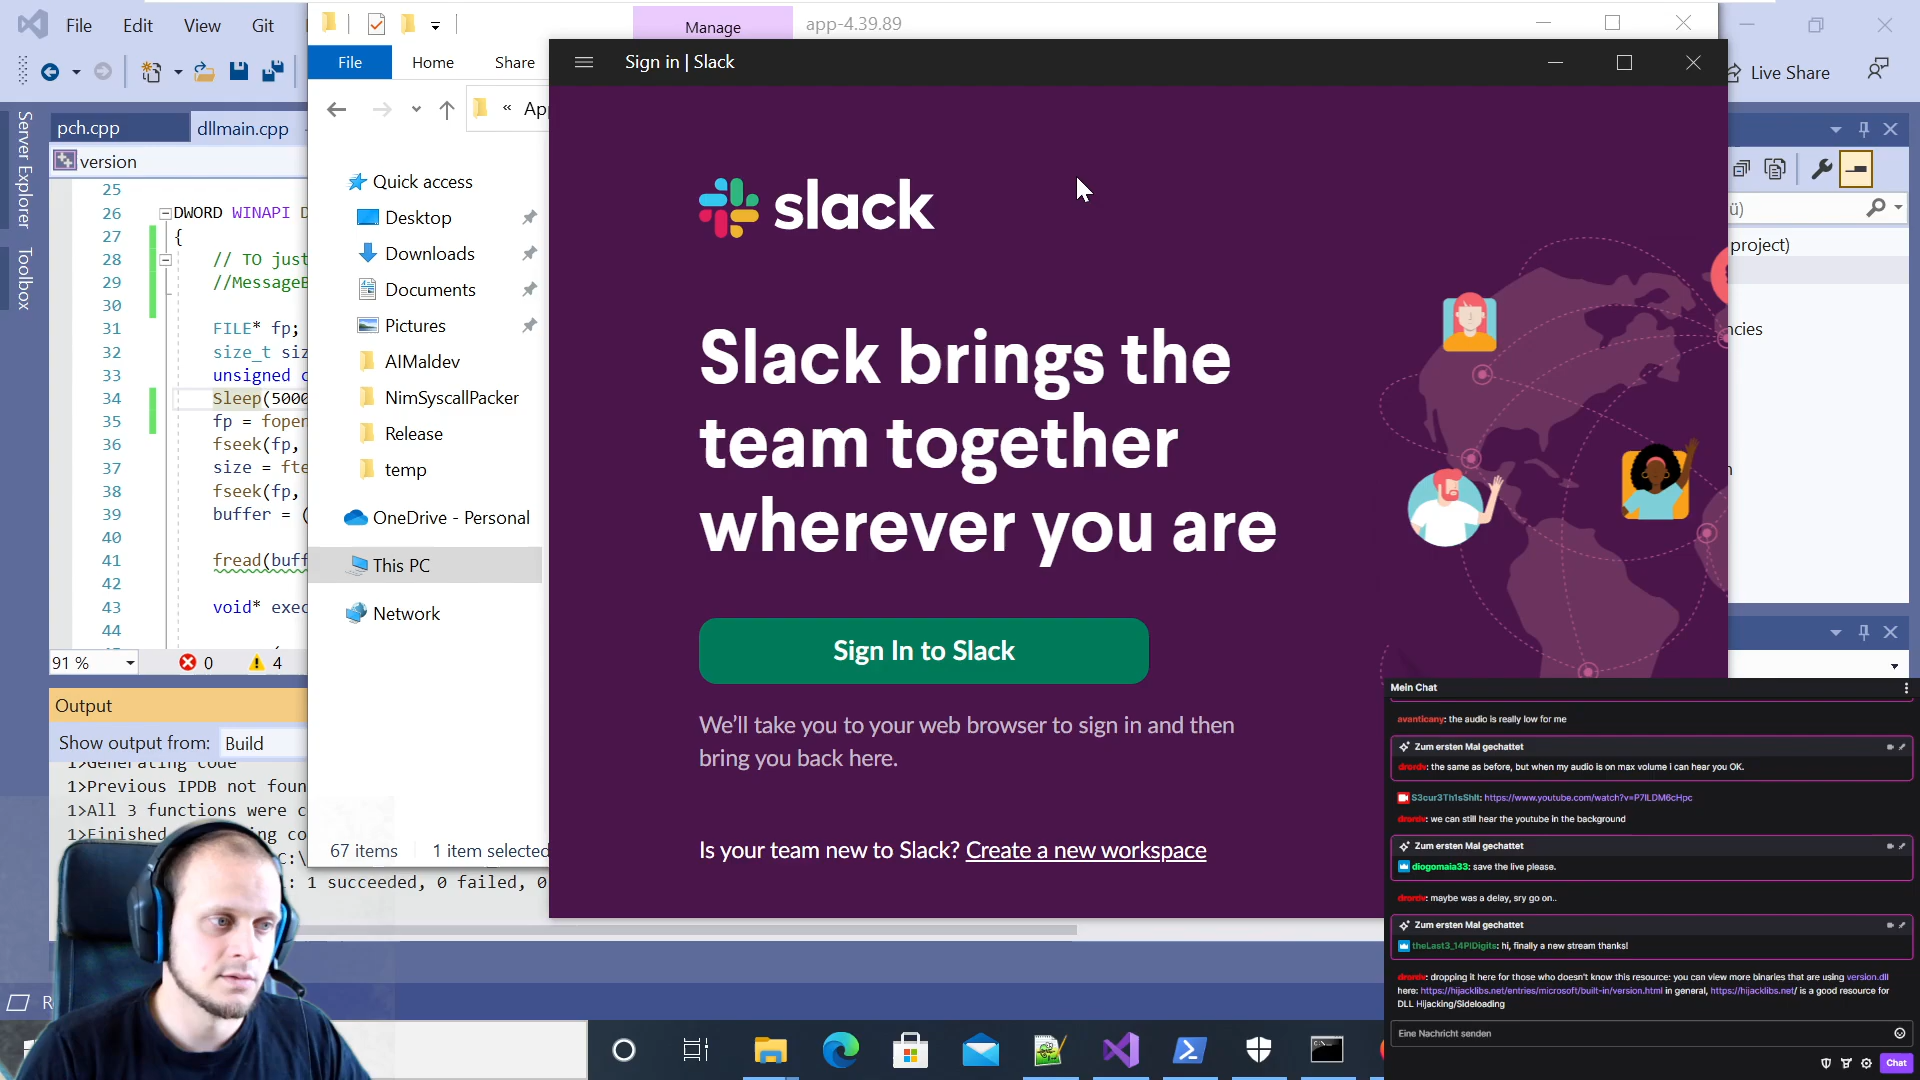 File Edit View Git
Live Share
Server Explorer
Toolbox
pch.cpp
dllmain.cpp
version
25
26 DWORD WINAPI D
27 {
28 // TO just
29 //MessageB
30
31 FILE* fp;
32 size_t siz
33 unsigned c
34 Sleep(5000
35 fp = fopen
36 fseek(fp,
37 size = fte
38 fseek(fp,
39 buffer = (
40
41 fread(buff
42
43 void* exec
44
91 %
0
4
Output
Show output from: Build
1>Generating code
1>Previous IPDB not foun
1>All 3 functions were c
1>Finished
: 1 succeeded, 0 failed, 0
Manage
app-4.39.89
File
Home
Share
« App
Quick access
Desktop
Downloads
Documents
Pictures
AIMaldev
NimSyscallPacker
Release
temp
OneDrive - Personal
This PC
Network
67 items
1 item selected
Sign in | Slack
slack
Slack brings the
team together
wherever you are
Sign In to Slack
We'll take you to your web browser to sign in and then
bring you back here.
Is your team new to Slack? Create a new workspace
ü)
project)
ncies
Mein Chat
avanticany: the audio is really low for me
Zum ersten Mal gechattet
drordv: the same as before, but when my audio is on max volume i can hear you OK.
S3cur3Th1sSh1t: https://www.youtube.com/watch?v=P7lLDM6cHpc
drordv: we can still hear the youtube in the background
Zum ersten Mal gechattet
diogomaia33: save the live please.
drordv: maybe was a delay, sry go on..
Zum ersten Mal gechattet
theLast3_14PIDigits: hi, finally a new stream thanks!
drordv: dropping it here for those who doesn't know this resource: you can view more binaries that are using version.dll
here: https://hijacklibs.net/entries/microsoft/built-in/version.html in general, https://hijacklibs.net/ is a good resource for
DLL Hijacking/Sideloading
Eine Nachricht senden
Chat